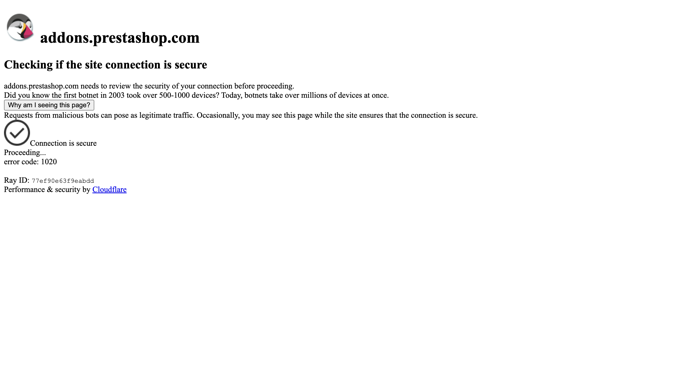 addons.prestashop.com
Checking if the site connection is secure
addons.prestashop.com needs to review the security of your connection before proceeding.
Did you know the first botnet in 2003 took over 500-1000 devices? Today, botnets take over millions of devices at once.
Why am I seeing this page?
Requests from malicious bots can pose as legitimate traffic. Occasionally, you may see this page while the site ensures that the connection is secure.
Connection is secure
Proceeding...
error code: 1020
Ray ID: 77ef90e63f9eabdd
Performance & security by Cloudflare